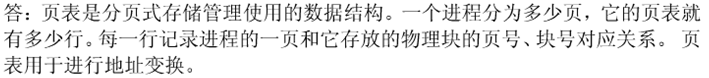 答：页表是分页式存储管理使用的数据结构。一个进程分为多少页，它的页表就
有多少行。每一行记录进程的一页和它存放的物理块的页号、块号对应关系。 页
表用于进行地址变换。